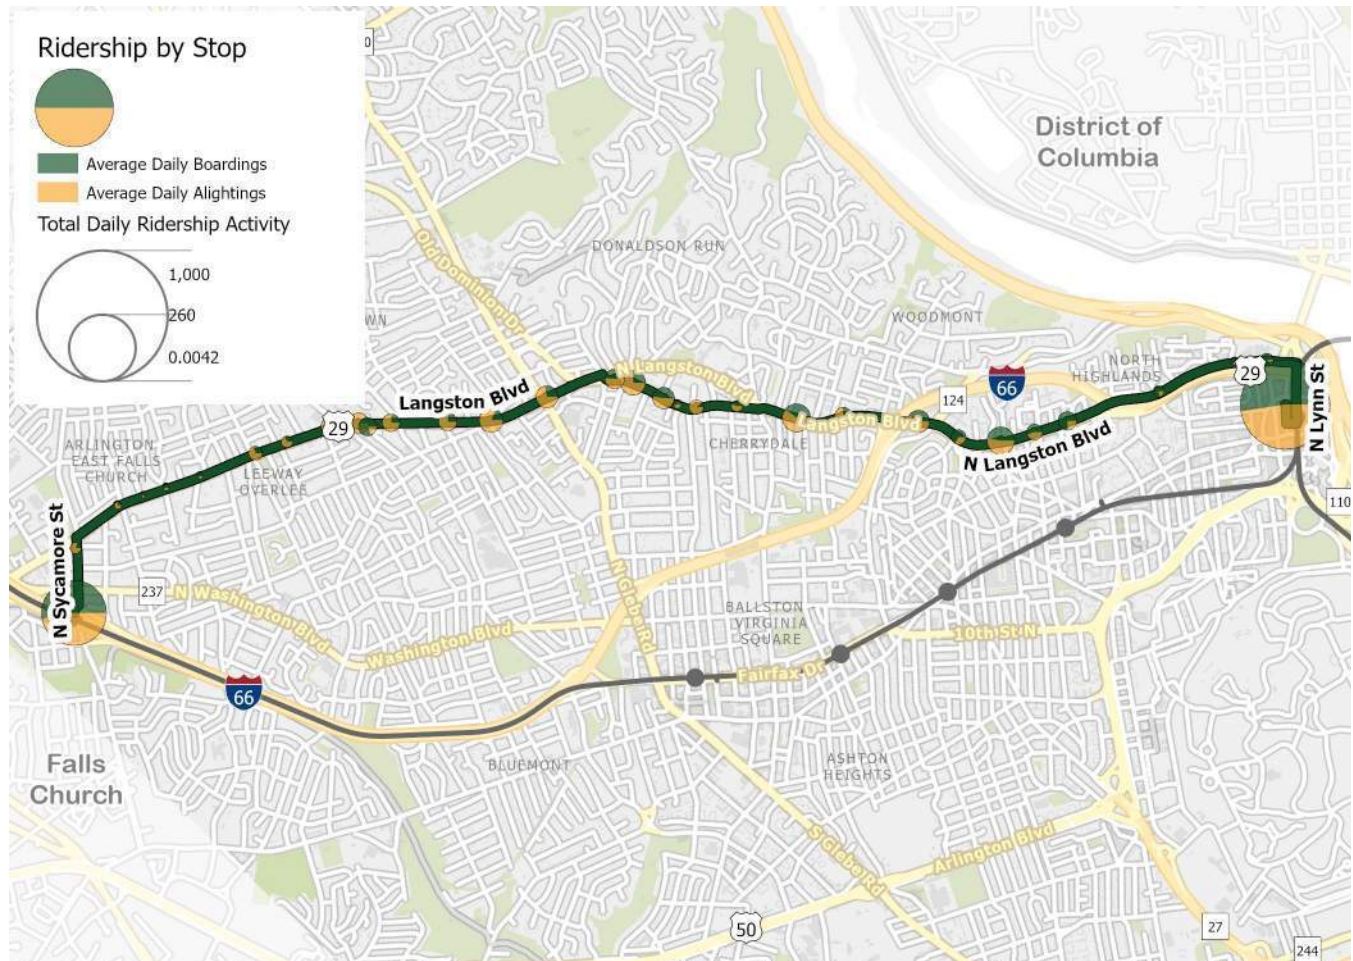 Ridership by Stop
Average Daily Boardings
Average Daily Alightings
Total Daily Ridership Activity
1,000
260
0.0042
District of
Columbia
DONALDSON RUN
Old Dominion Dr
WOODMONT
NORTH
HIGHLANDS
29
N Lynn St
66
124
N Langston Blvd
Langston Blvd
CHERRYDALE
Langston Blvd
N Langston Blvd
29
ARLINGTON
EAST FALLS
CHURCH
LEEWAY
OVERLEE
110
N Sycamore St
237
N Washington Blvd
Washington Blvd
N Glebe Rd
BALLSTON -
VIRGINIA
SQUARE
10th St N
Fairfax Dr
66
Falls
Church
BLUEMONT
ASHTON
HEIGHTS
S Glebe Rd
Arlington Blvd
50
27
244